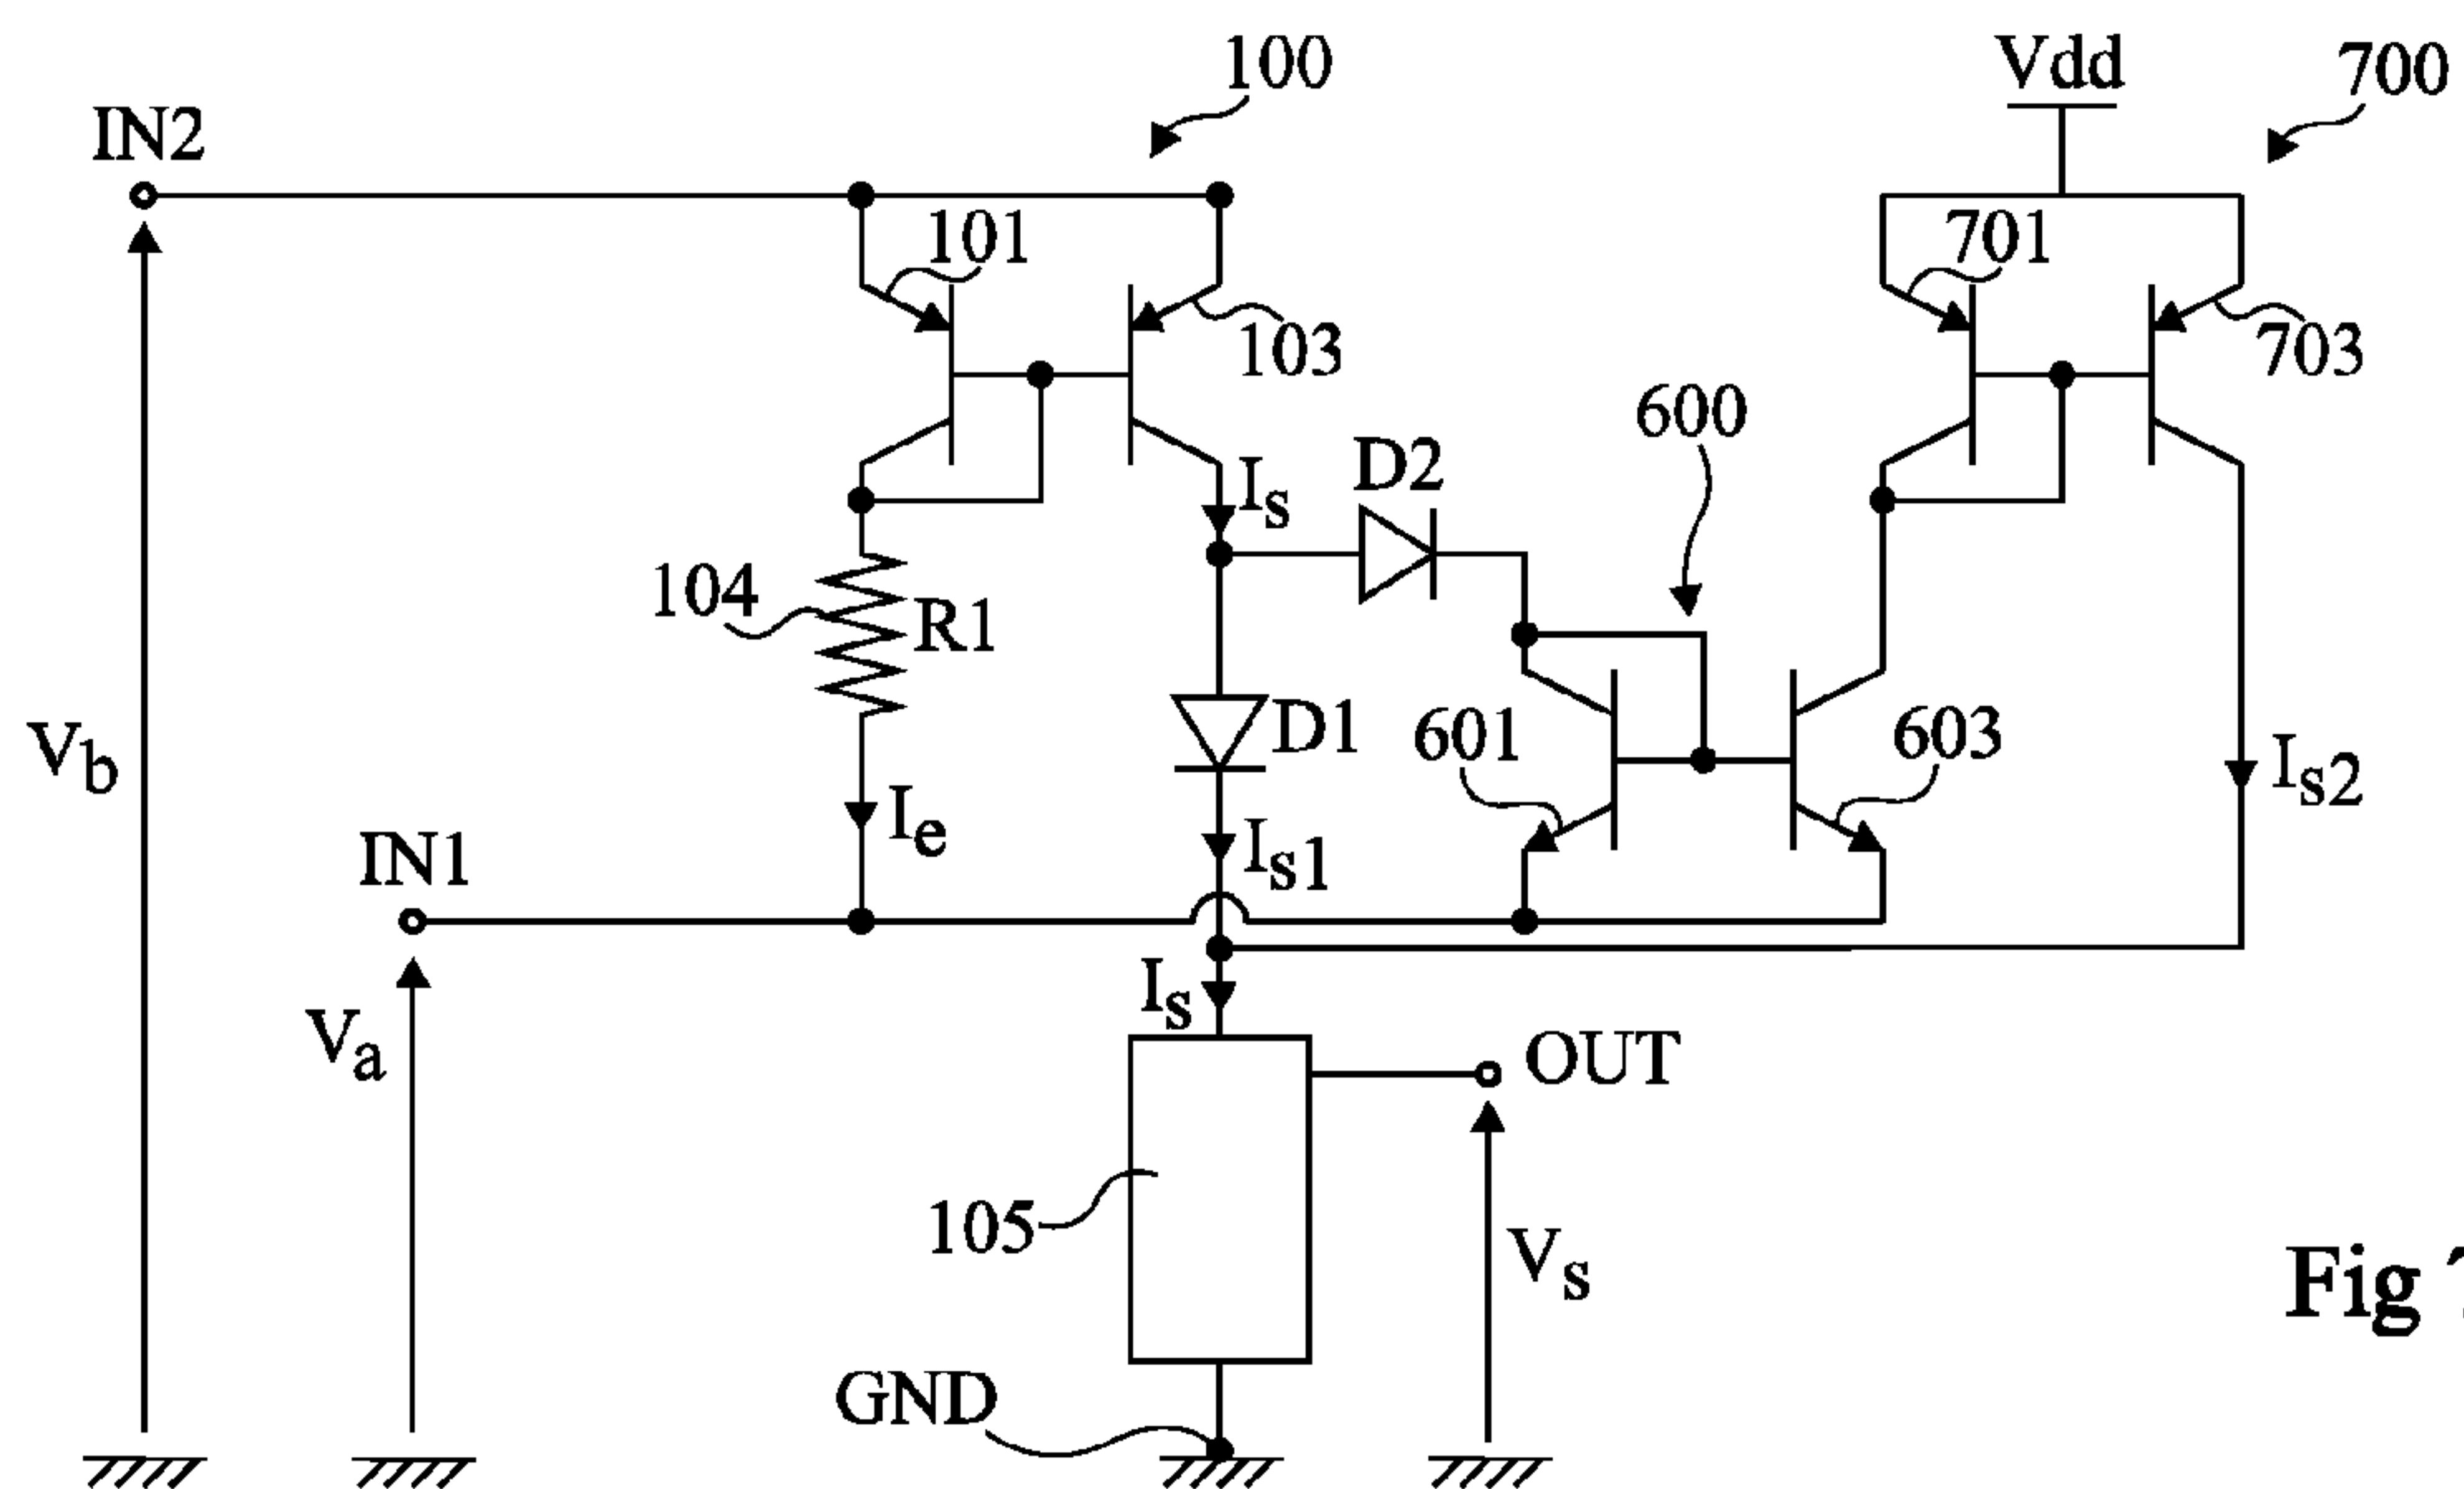 100
Vdd
700
IN2
101
701
103
703
600
D2
Is
104
R1
D1
601
603
Vb
Is2
Ie
Is1
IN1
Is
Va
OUT
105
Vs
Fig
GND